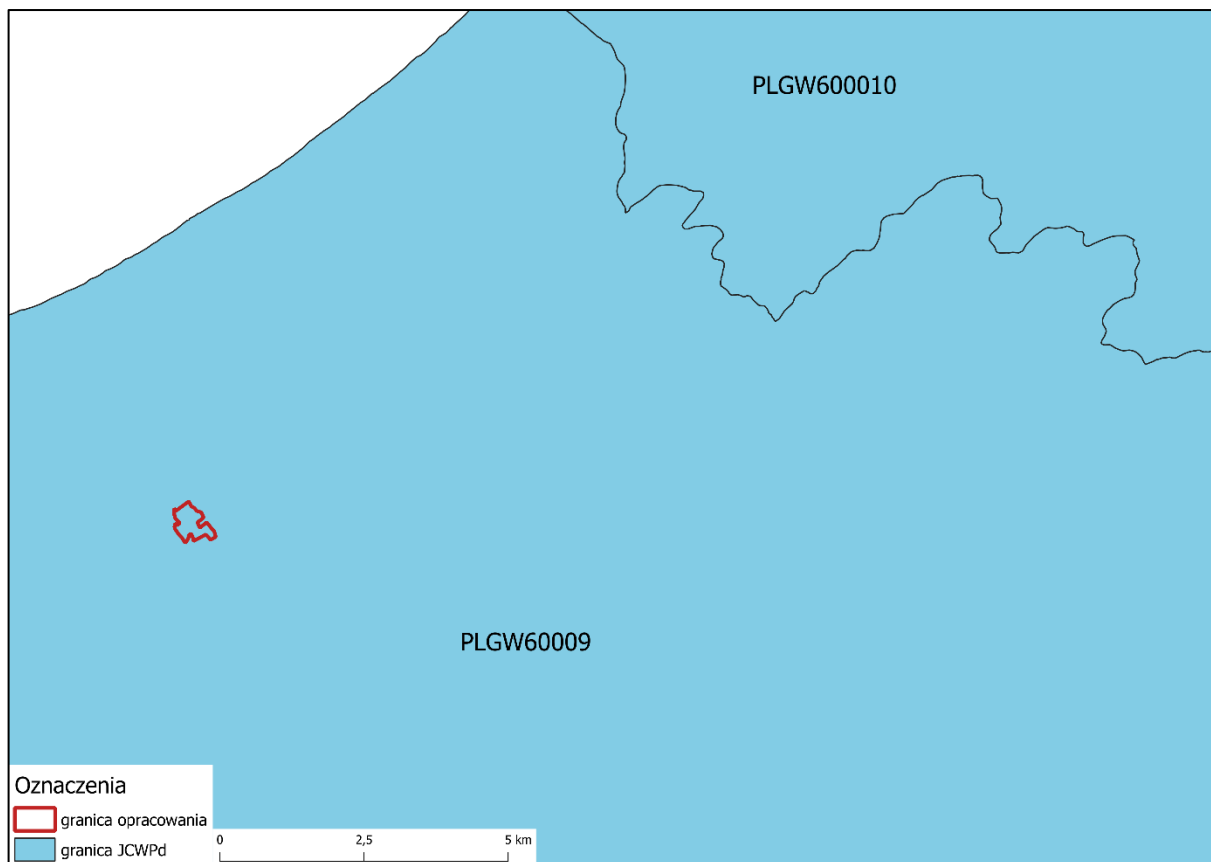 PLGW600010
PLGW60009
Oznaczenia
granica opracowania
granica JCWPd
0 2,5 5 km